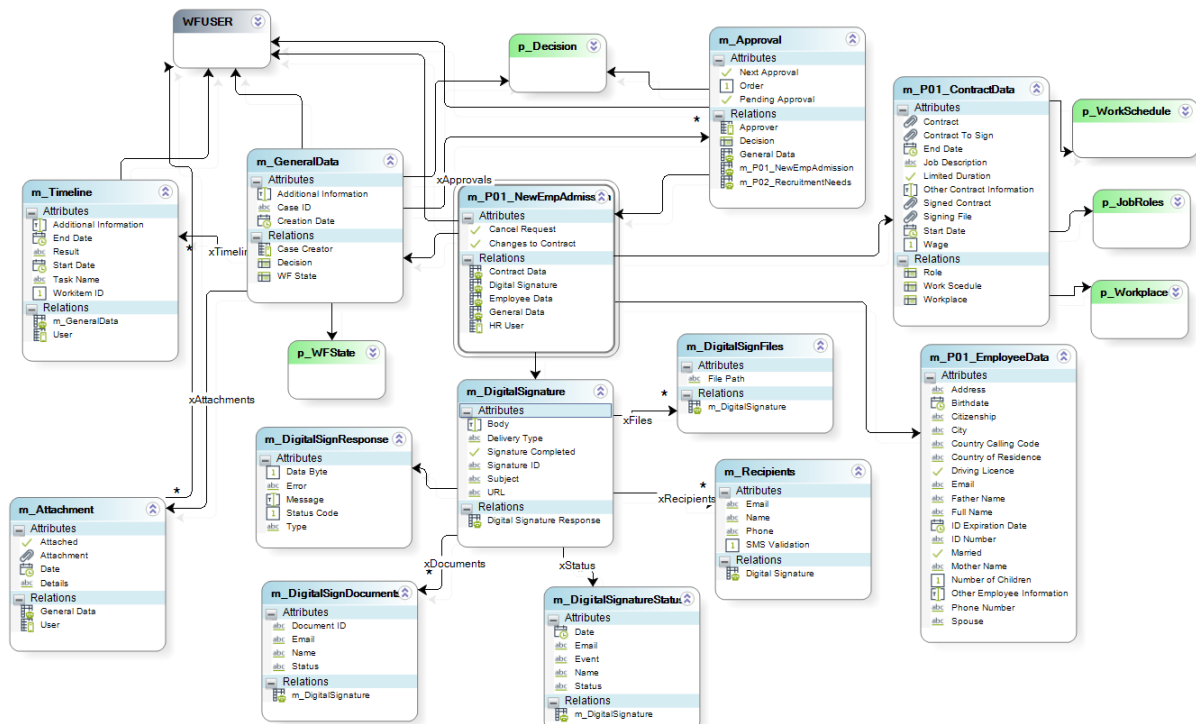 WFUSER
p_Decision
m_Approval
Attributes
Next Approval
Order
Pending Approval
Relations
Approver
Decision
General Data
m_P01_NewEmpAdmission
m_P02_RecruitmentNeeds
m_P01_ContractData
Attributes
Contract
Contract To Sign
End Date
Job Description
Limited Duration
Other Contract Information
Signed Contract
Signing File
Start Date
Wage
Relations
Role
Work Scedule
Workplace
p_WorkSchedule
p_JobRoles
p_Workplace
m_GeneralData
Attributes
Additional Information
Case ID
Creation Date
Relations
Case Creator
Decision
WF State
*
xApprovals
m_P01_NewEmpAdmission
Attributes
Cancel Request
Changes to Contract
Relations
Contract Data
Digital Signature
Employee Data
General Data
HR User
m_Timeline
Attributes
Additional Information
End Date
Result
Start Date
Task Name
Workitem ID
Relations
m_GeneralData
User
*
xTimelin
p_WFState
xAttachments
*
m_DigitalSignFiles
Attributes
File Path
Relations
m_DigitalSignature
m_P01_EmployeeData
Attributes
Address
Birthdate
Citizenship
City
Country Calling Code
Country of Residence
Driving Licence
Email
Father Name
Full Name
ID Expiration Date
ID Number
Married
Mother Name
Number of Children
Other Employee Information
Phone Number
Spouse
m_DigitalSignature
Attributes
Body
Delivery Type
Signature Completed
Signature ID
Subject
URL
Relations
Digital Signature Response
*
xFiles
*
xRecipients
m_DigitalSignResponse
Attributes
Data Byte
Error
Message
Status Code
Type
m_Recipients
Attributes
Email
Name
Phone
SMS Validation
Relations
Digital Signature
m_Attachment
Attributes
Attached
Attachment
Date
Details
Relations
General Data
User
xDocuments
*
xStatus
*
m_DigitalSignDocuments
Attributes
Document ID
Email
Name
Status
Relations
m_DigitalSignature
m_DigitalSignatureStatus
Attributes
Date
Email
Event
Name
Status
Relations
m_DigitalSignature